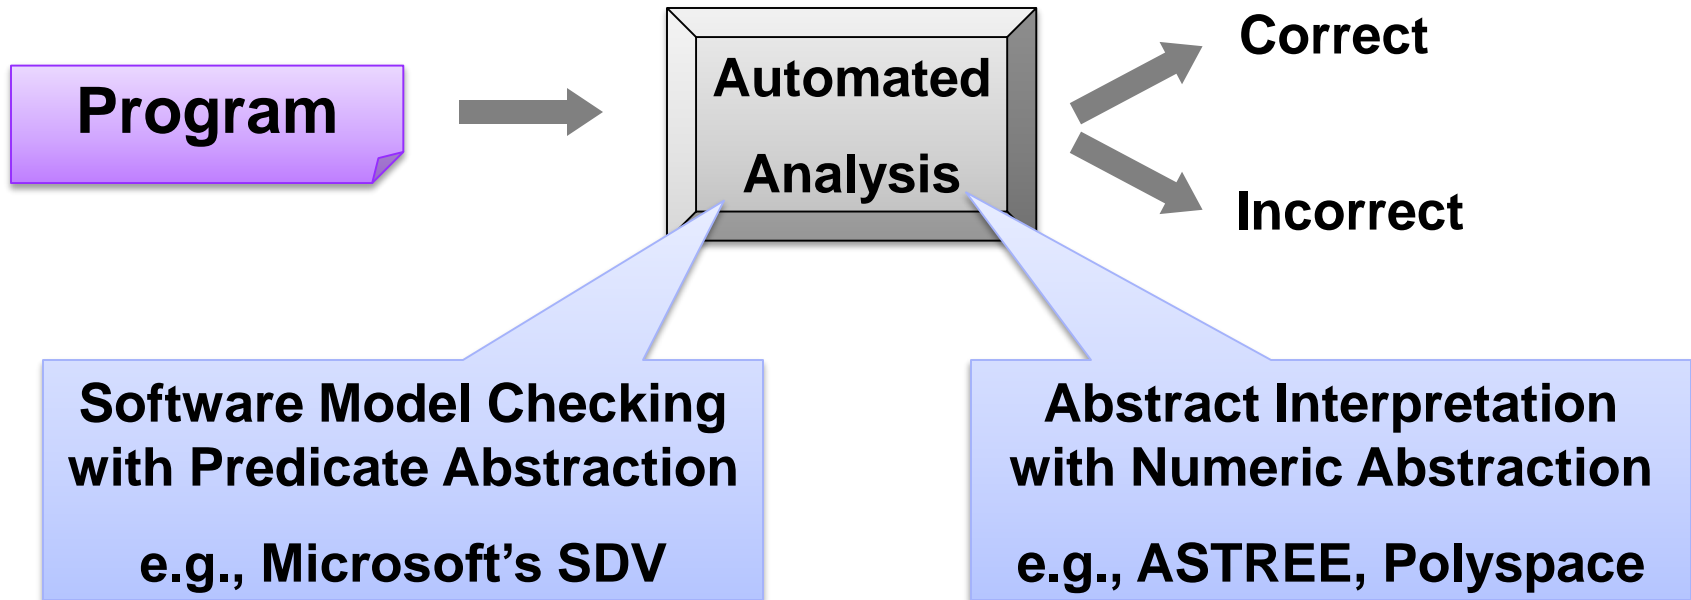 Program
Automated
Analysis
Correct
Incorrect
Software Model Checking
with Predicate Abstraction
e.g., Microsoft’s SDV
Abstract Interpretation
with Numeric Abstraction
e.g., ASTREE, Polyspace